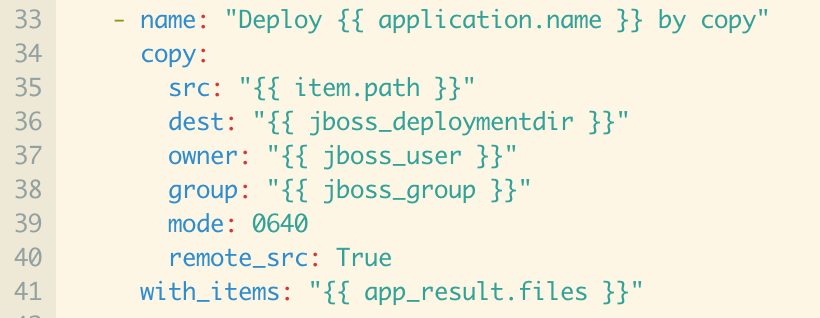 33 - name: "Deploy {{ application.name }} by copy"
34 copy:
35 src: "{{ item.path }}"
36 dest: "{{ jboss_deploymentdir }}"
37 owner: "{{ jboss_user }}"
38 group: "{{ jboss_group }}"
39 mode: 0640
40 remote_src: True
41 with_items: "{{ app_result.files }}"